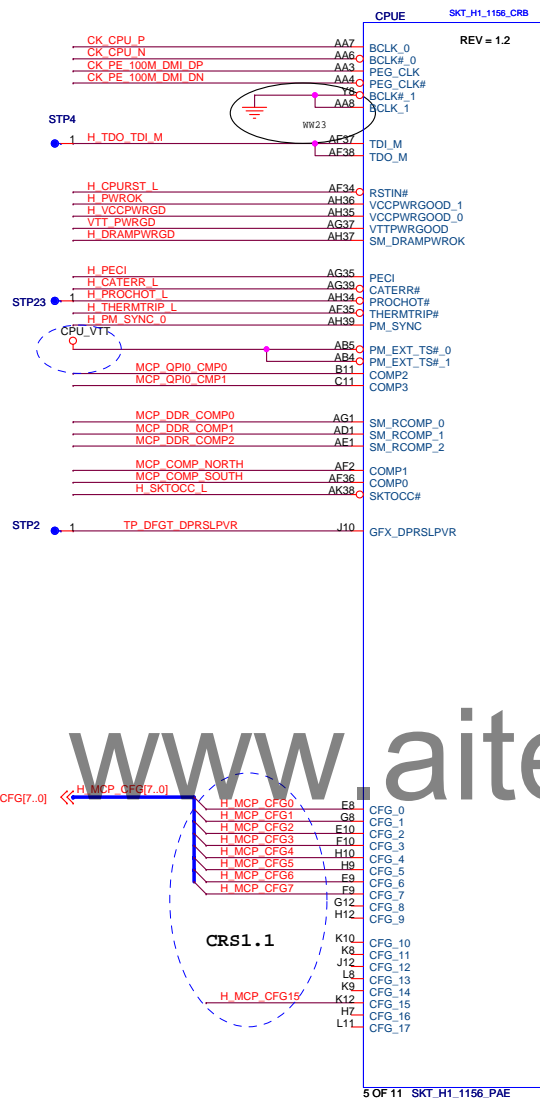 CPUE SKT_H1_1156_CRB
REV = 1.2
CK_CPU_P AA7 BCLK_0
CK_CPU_N AA6 BCLK#_0
CK_PE_100M_DMI_DP AA3 PEG_CLK
CK_PE_100M_DMI_DN AA4 PEG_CLK#
Y8 BCLK#_1
AA8 BCLK_1
WW23
STP4
1 H_TDO_TDI_M AF37 TDI_M
AF38 TDO_M
H_CPURST_L AF34 RSTIN#
H_PWROK AH36 VCCPWRGOOD_1
H_VCCPWRGD AH35 VCCPWRGOOD_0
VTT_PWRGD AG37 VTTPWRGOOD
H_DRAMPWRGD AH37 SM_DRAMPWROK
H_PECI AG35 PECI
H_CATERR_L AG39 CATERR#
STP23 1 H_PROCHOT_L AH34 PROCHOT#
H_THERMTRIP_L AF35 THERMTRIP#
H_PM_SYNC_0 AH39 PM_SYNC
CPU_VTT
AB5 PM_EXT_TS#_0
AB4 PM_EXT_TS#_1
MCP_QPI0_CMP0 B11 COMP2
MCP_QPI0_CMP1 C11 COMP3
MCP_DDR_COMP0 AG1 SM_RCOMP_0
MCP_DDR_COMP1 AD1 SM_RCOMP_1
MCP_DDR_COMP2 AE1 SM_RCOMP_2
MCP_COMP_NORTH AF2 COMP1
MCP_COMP_SOUTH AF36 COMP0
H_SKTOCC_L AK38 SKTOCC#
STP2 1 TP_DFGT_DPRSLPVR J10 GFX_DPRSLPVR
www.aite
CFG[7..0] H_MCP_CFG[7..0]
H_MCP_CFG0 E8 CFG_0
H_MCP_CFG1 G8 CFG_1
H_MCP_CFG2 E10 CFG_2
H_MCP_CFG3 F10 CFG_3
H_MCP_CFG4 H10 CFG_4
H_MCP_CFG5 H9 CFG_5
H_MCP_CFG6 E9 CFG_6
H_MCP_CFG7 F9 CFG_7
G12 CFG_8
H12 CFG_9
CRS1.1
K10 CFG_10
K8 CFG_11
J12 CFG_12
L8 CFG_13
K9 CFG_14
H_MCP_CFG15 K12 CFG_15
H7 CFG_16
L11 CFG_17
5 OF 11 SKT_H1_1156_PAE